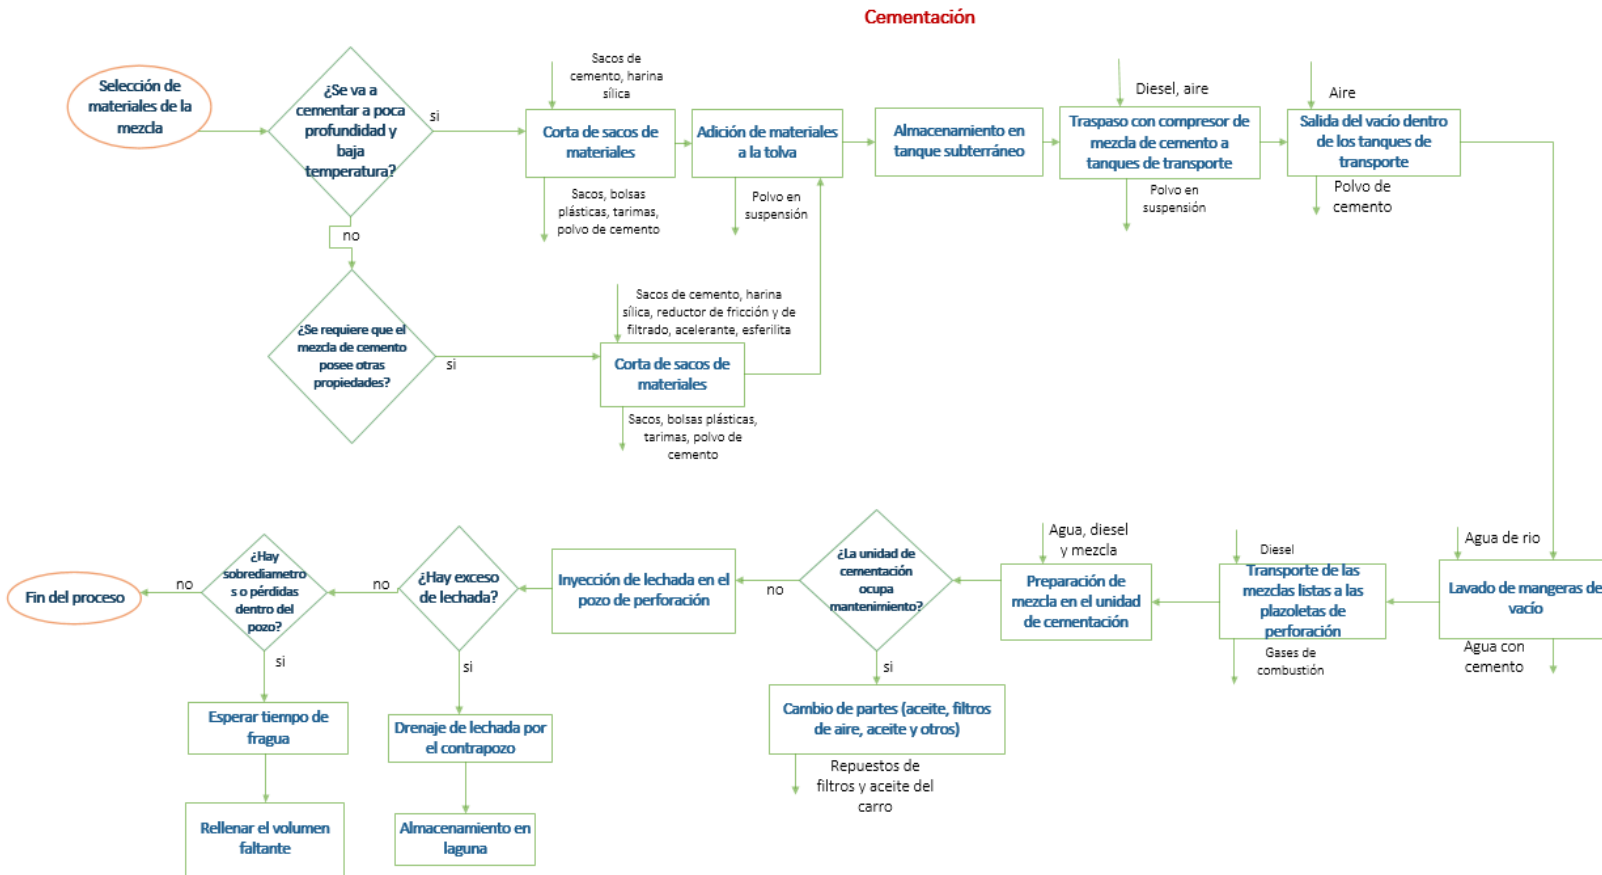 Cementación
Selección de
materiales de la
mezcla
¿Se va a
cementar a poca
profundidad y
baja
temperatura?
si
no
Sacos de
cemento, harina
sílica
Corta de sacos de
materiales
Sacos, bolsas
plásticas, tarimas,
polvo de cemento
Adición de materiales
a la tolva
Polvo en
suspensión
Almacenamiento en
tanque subterráneo
Diesel, aire
Traspaso con compresor de
mezcla de cemento a
tanques de transporte
Polvo en
suspensión
Aire
Salida del vacío dentro
de los tanques de
transporte
Polvo de
cemento
¿Se requiere que el
mezcla de cemento
posee otras
propiedades?
si
Sacos de cemento, harina
sílica, reductor de fricción y de
filtrado, acelerante, esferilita
Corta de sacos de
materiales
Sacos, bolsas plásticas,
tarimas, polvo de
cemento
Agua de rio
Lavado de mangeras de
vacío
Agua con
cemento
Diesel
Transporte de las
mezclas listas a las
plazoletas de
perforación
Gases de
combustión
Agua, diesel
y mezcla
Preparación de
mezcla en el unidad
de cementación
¿La unidad de
cementación
ocupa
mantenimiento?
no
si
Cambio de partes (aceite, filtros
de aire, aceite y otros)
Repuestos de
filtros y aceite del
carro
Inyección de lechada en el
pozo de perforación
¿Hay exceso
de lechada?
no
si
Drenaje de lechada por
el contrapozo
Almacenamiento en
laguna
¿Hay
sobrediametro
s o pérdidas
dentro del
pozo?
no
si
Esperar tiempo de
fragua
Rellenar el volumen
faltante
Fin del proceso